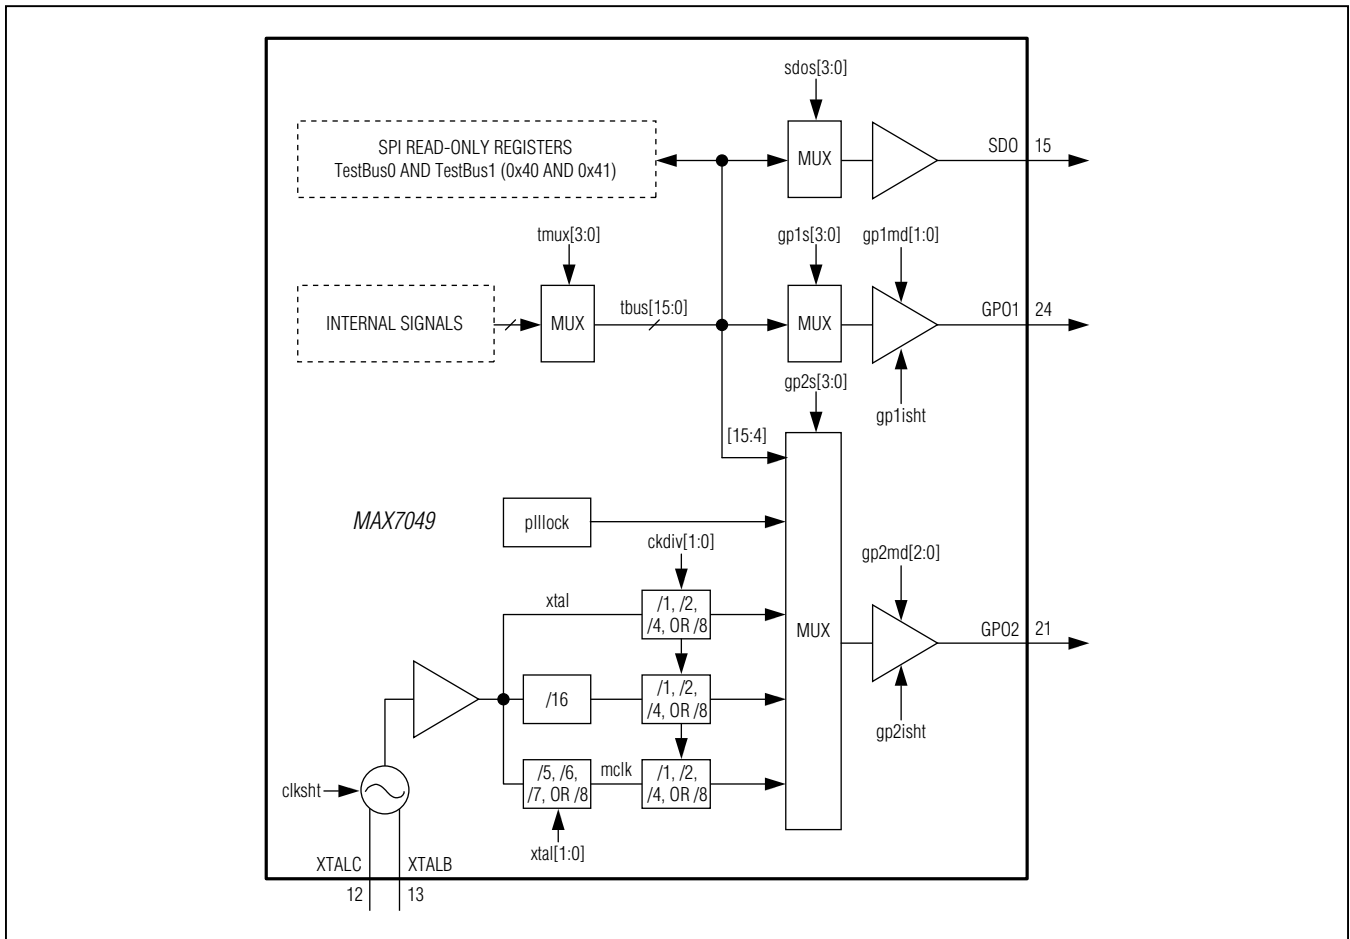 sdos[3:0]
SPI READ-ONLY REGISTERS
TestBus0 AND TestBus1 (0x40 AND 0x41)
MUX
SDO 15
tmux[3:0]
gp1s[3:0]
gp1md[1:0]
INTERNAL SIGNALS
MUX
tbus[15:0]
MUX
GPO1 24
gp2s[3:0]
gp1isht
[15:4]
MAX7049
plllock
ckdiv[1:0]
gp2md[2:0]
xtal
/1, /2,
/4, OR /8
MUX
GPO2 21
/16
/1, /2,
/4, OR /8
gp2isht
clksht
/5, /6,
/7, OR /8
mclk
/1, /2,
/4, OR /8
xtal[1:0]
XTALC XTALB
12 13